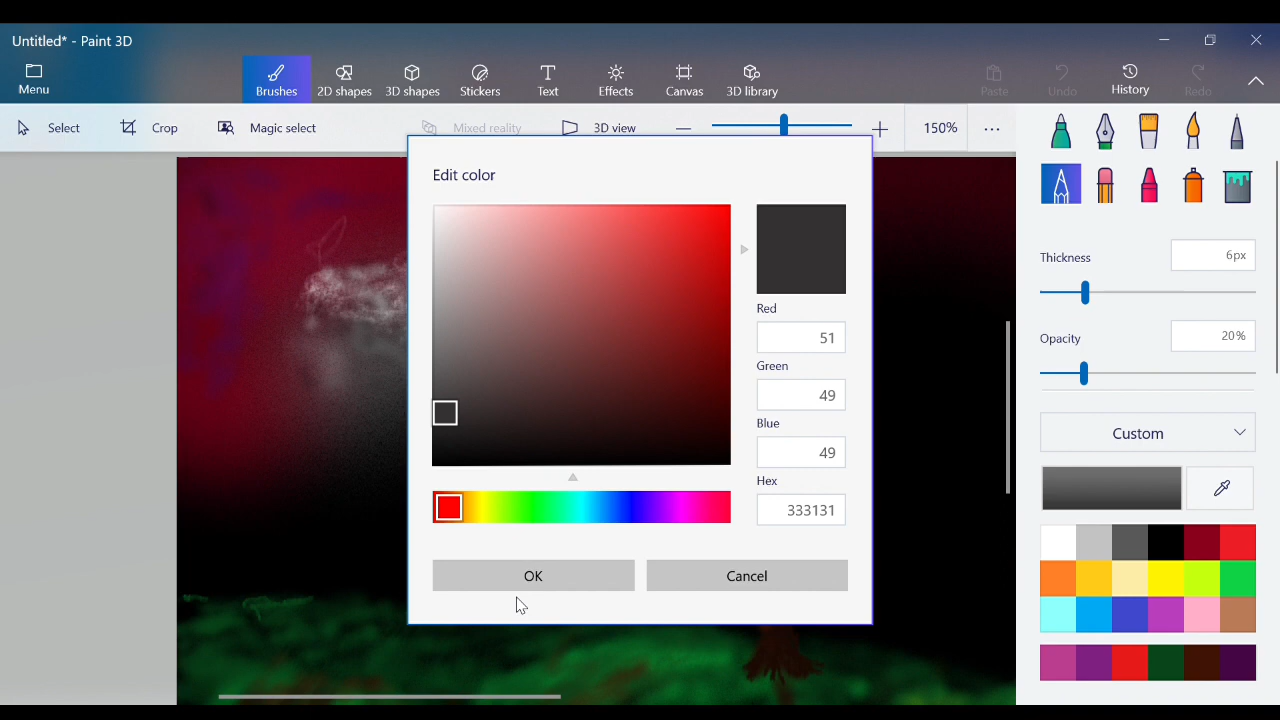 Untitled* - Paint 3D
Menu
Brushes
2D shapes
3D shapes
Stickers
Text
Effects
Canvas
3D library
Paste
Undo
History
Redo
Select
Crop
Magic select
Mixed reality
3D view
150%
Edit color
Red
51
Green
49
Blue
49
Hex
333131
OK
Cancel
Thickness
6px
Opacity
20%
Custom